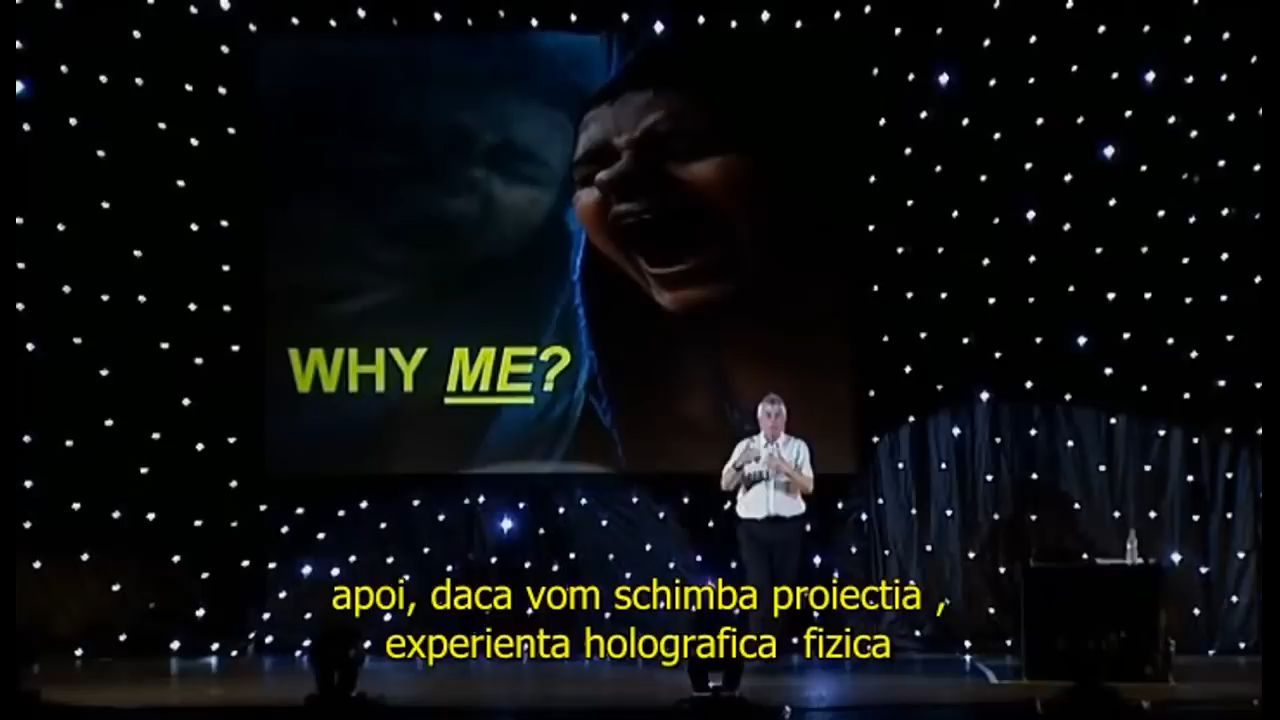 WHY ME?
apoi, daca vom schimba proiectia ,
experienta holografica  fizica